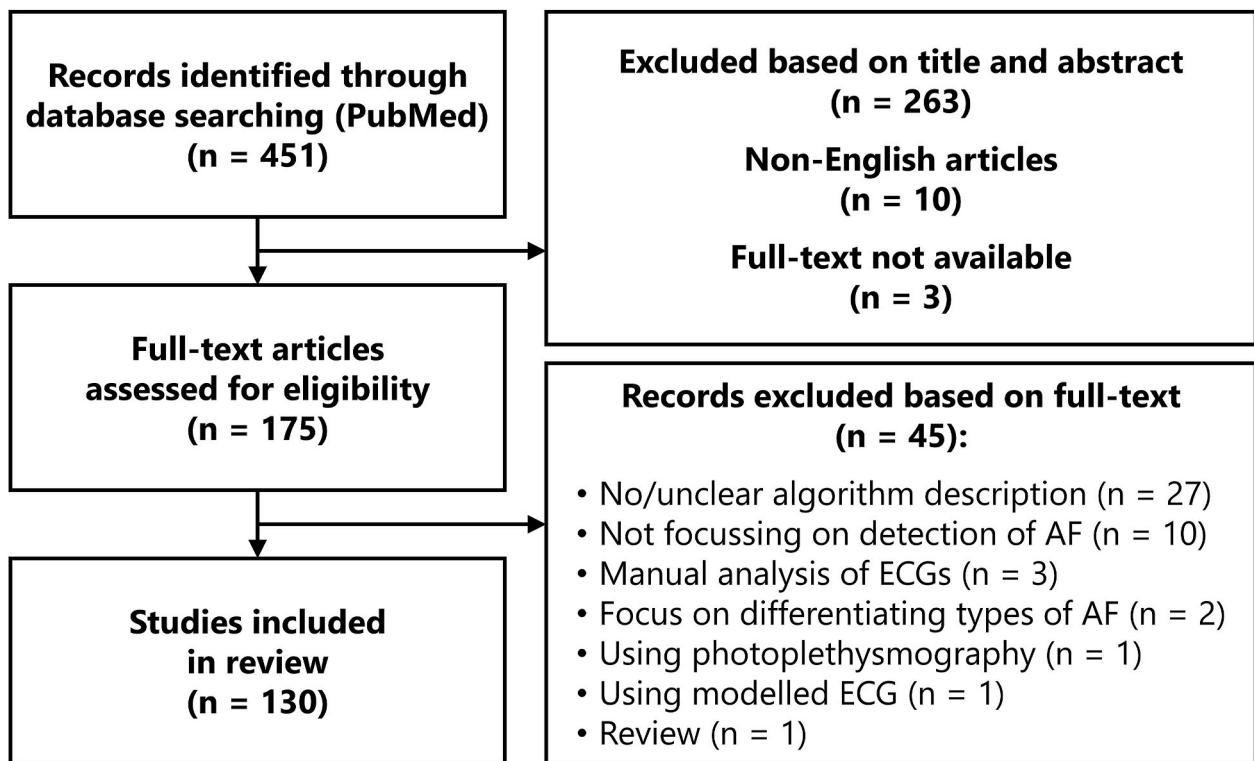 Records identified through
database searching (PubMed)
(n = 451)
Excluded based on title and abstract
(n = 263)
Non-English articles
(n = 10)
Full-text not available
(n = 3)
Full-text articles
assessed for eligibility
(n = 175)
Records excluded based on full-text
(n = 45):
• No/unclear algorithm description (n = 27)
• Not focussing on detection of AF (n = 10)
• Manual analysis of ECGs (n = 3)
• Focus on differentiating types of AF (n = 2)
• Using photoplethysmography (n = 1)
• Using modelled ECG (n = 1)
• Review (n = 1)
Studies included
in review
(n = 130)